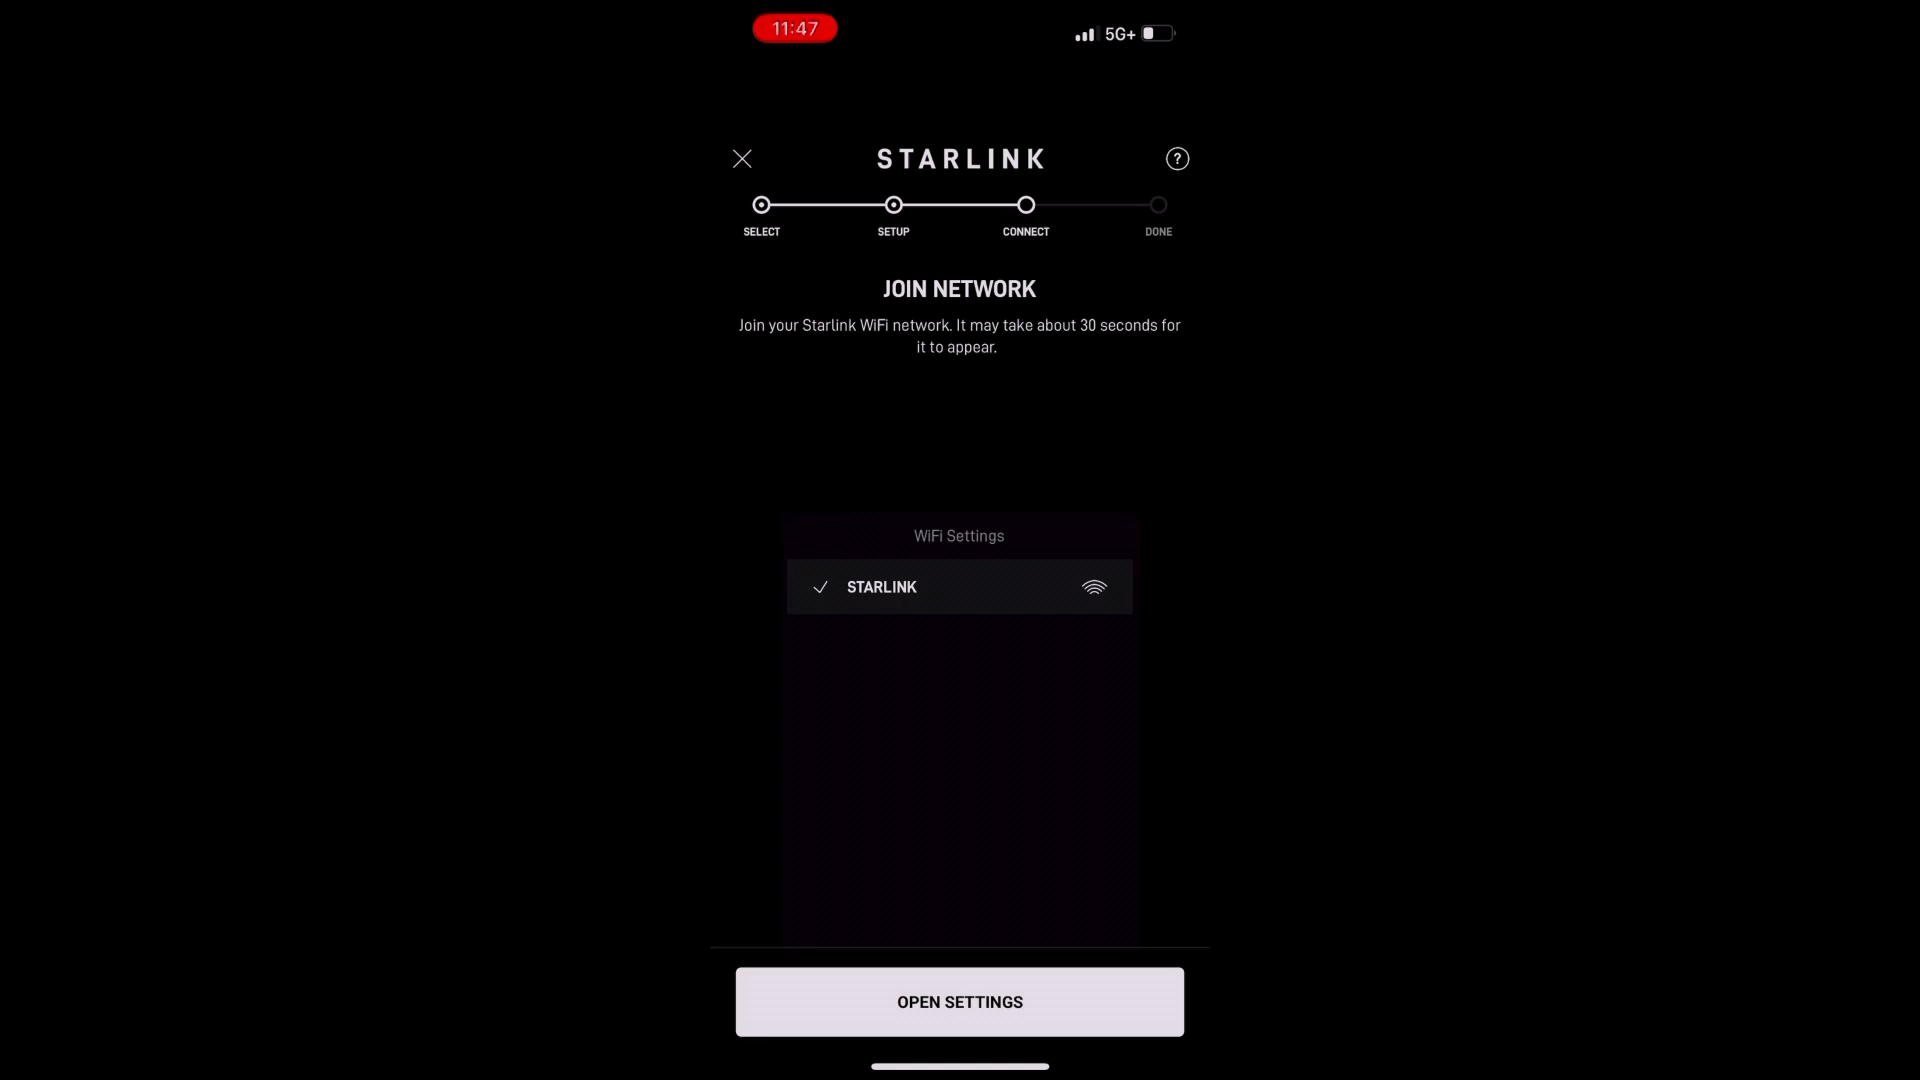 11:47
5G+
STARLINK
?
SELECT
SETUP
CONNECT
DONE
JOIN NETWORK
Join your Starlink WiFi network. It may take about 30 seconds for
it to appear.
WiFi Settings
STARLINK
OPEN SETTINGS